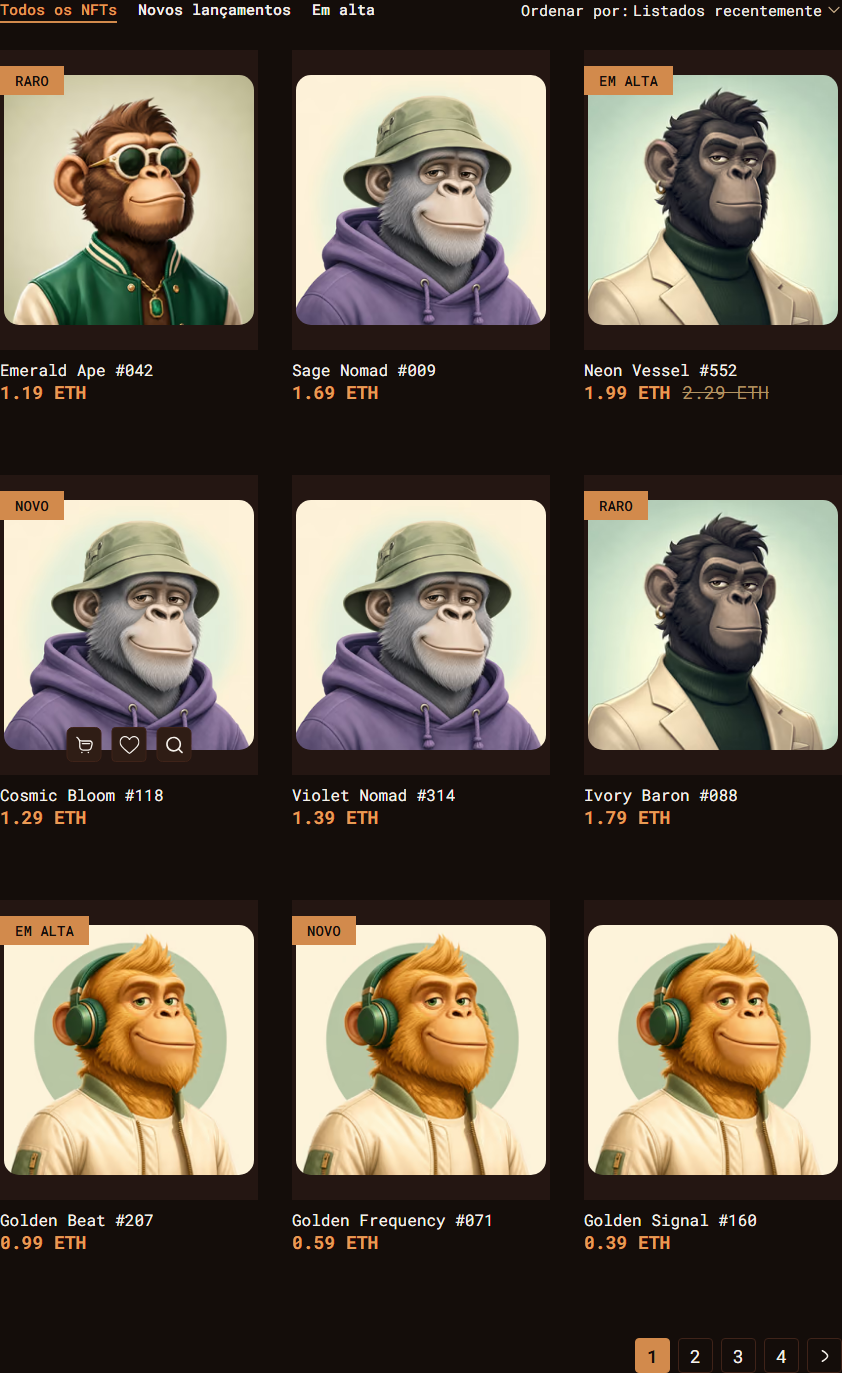 Todos os NFTs Novos lançamentos Em alta Ordenar por: Listados recentemente
RARO
EM ALTA
Emerald Ape #042
1.19 ETH
Sage Nomad #009
1.69 ETH
Neon Vessel #552
1.99 ETH 2.29 ETH
NOVO
RARO
Cosmic Bloom #118
1.29 ETH
Violet Nomad #314
1.39 ETH
Ivory Baron #088
1.79 ETH
EM ALTA
NOVO
Golden Beat #207
0.99 ETH
Golden Frequency #071
0.59 ETH
Golden Signal #160
0.39 ETH
1 2 3 4